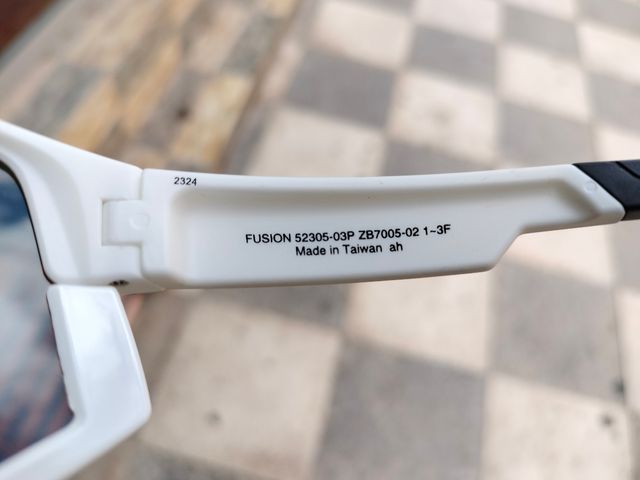 2324
FUSION 52305-03P ZB7005-02 1~3F
Made in Taiwan ah